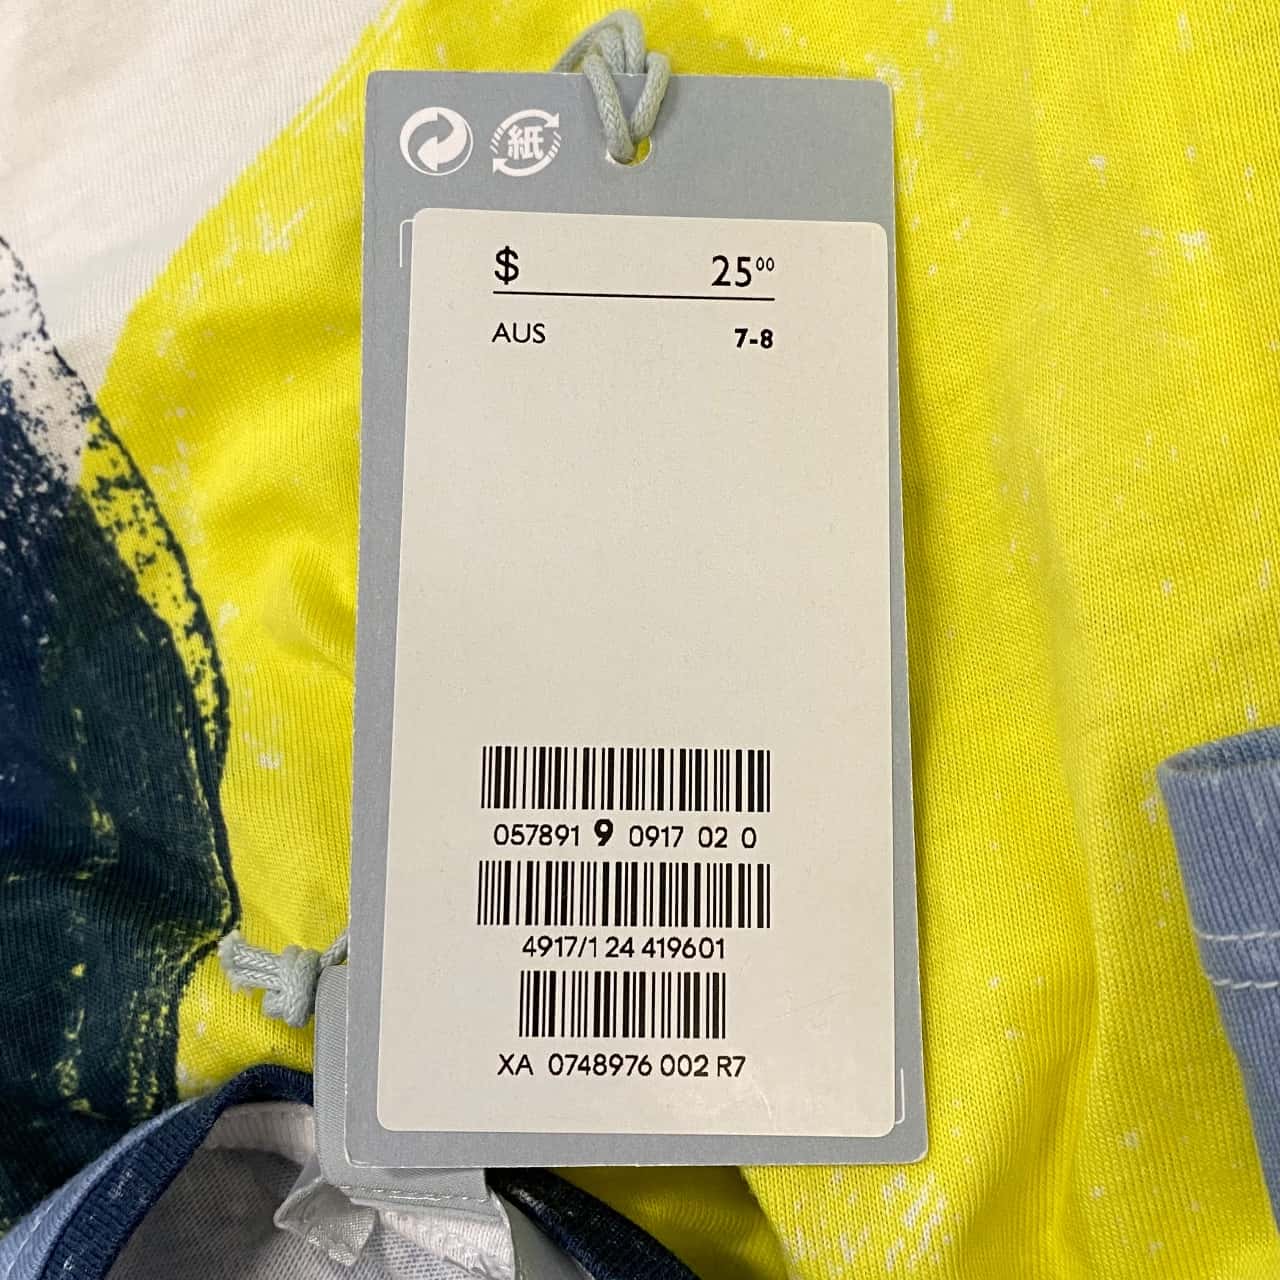 紙
$ 25⁰⁰
AUS 7-8
057891 9 0917 02 0
4917/1 24 419601
XA 0748976 002 R7